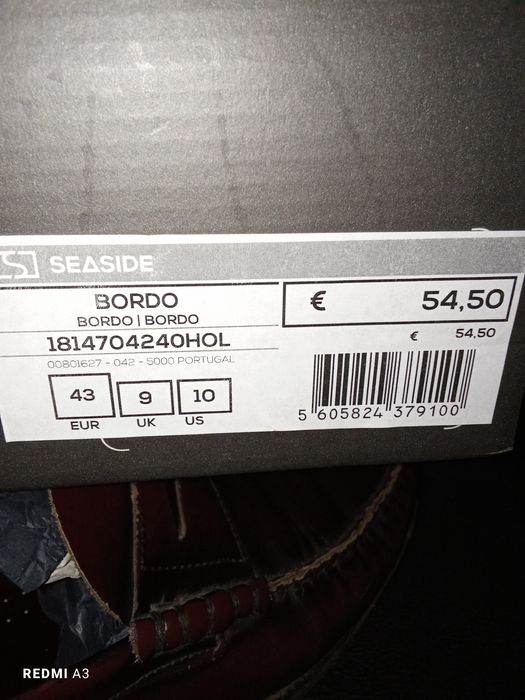 SEASIDE
BORDO
BORDO | BORDO
1814704240HOL
00801627 - 042 - 5000 PORTUGAL
43 9 10
EUR UK US
€ 54,50
€ 54,50
5 605824 379100
REDMI A3